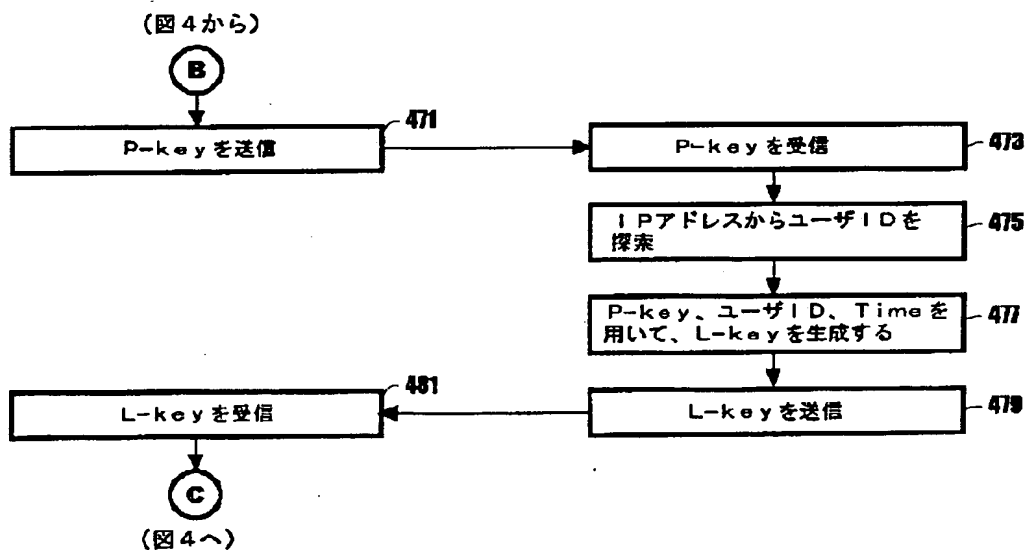 (図4から)
B
P-keyを送信
471
P-keyを受信
473
IPアドレスからユーザIDを
探索
475
P-key、ユーザID、Timeを
用いて、L-keyを生成する
477
L-keyを送信
479
L-keyを受信
481
C
(図4へ)